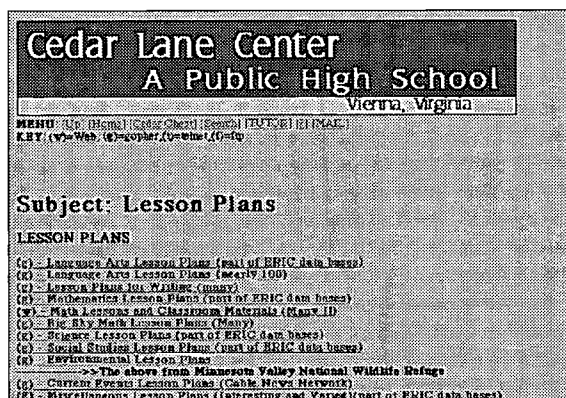 Cedar Lane Center
A Public High School
Vienna, Virginia
MENU: [Up] [Home] [Cedar Chest] [Search] [TUTOR] [?] [MAIL]
KEY: (w)=Web, (g)=gopher, (t)=telnet, (f)=ftp
Subject: Lesson Plans
LESSON PLANS
(g) - Language Arts Lesson Plans (part of ERIC data bases)
(g) - Language Arts Lesson Plans (nearly 100)
(g) - Lesson Plans for Writing (many)
(g) - Mathematics Lesson Plans (part of ERIC data bases)
(w) - Math Lessons and Classroom Materials (Many !!)
(g) - Big Sky Math Lesson Plans (Many)
(g) - Science Lesson Plans (part of ERIC data bases)
(g) - Social Studies Lesson Plans (part of ERIC data bases)
(g) - Environmental Lesson Plans
>>The above from Minnesota Valley National Wildlife Refuge
(g) - Current Events Lesson Plans (Cable News Network)
(g) - Miscellaneous Lesson Plans (Interesting and Varied)(part of ERIC data bases)